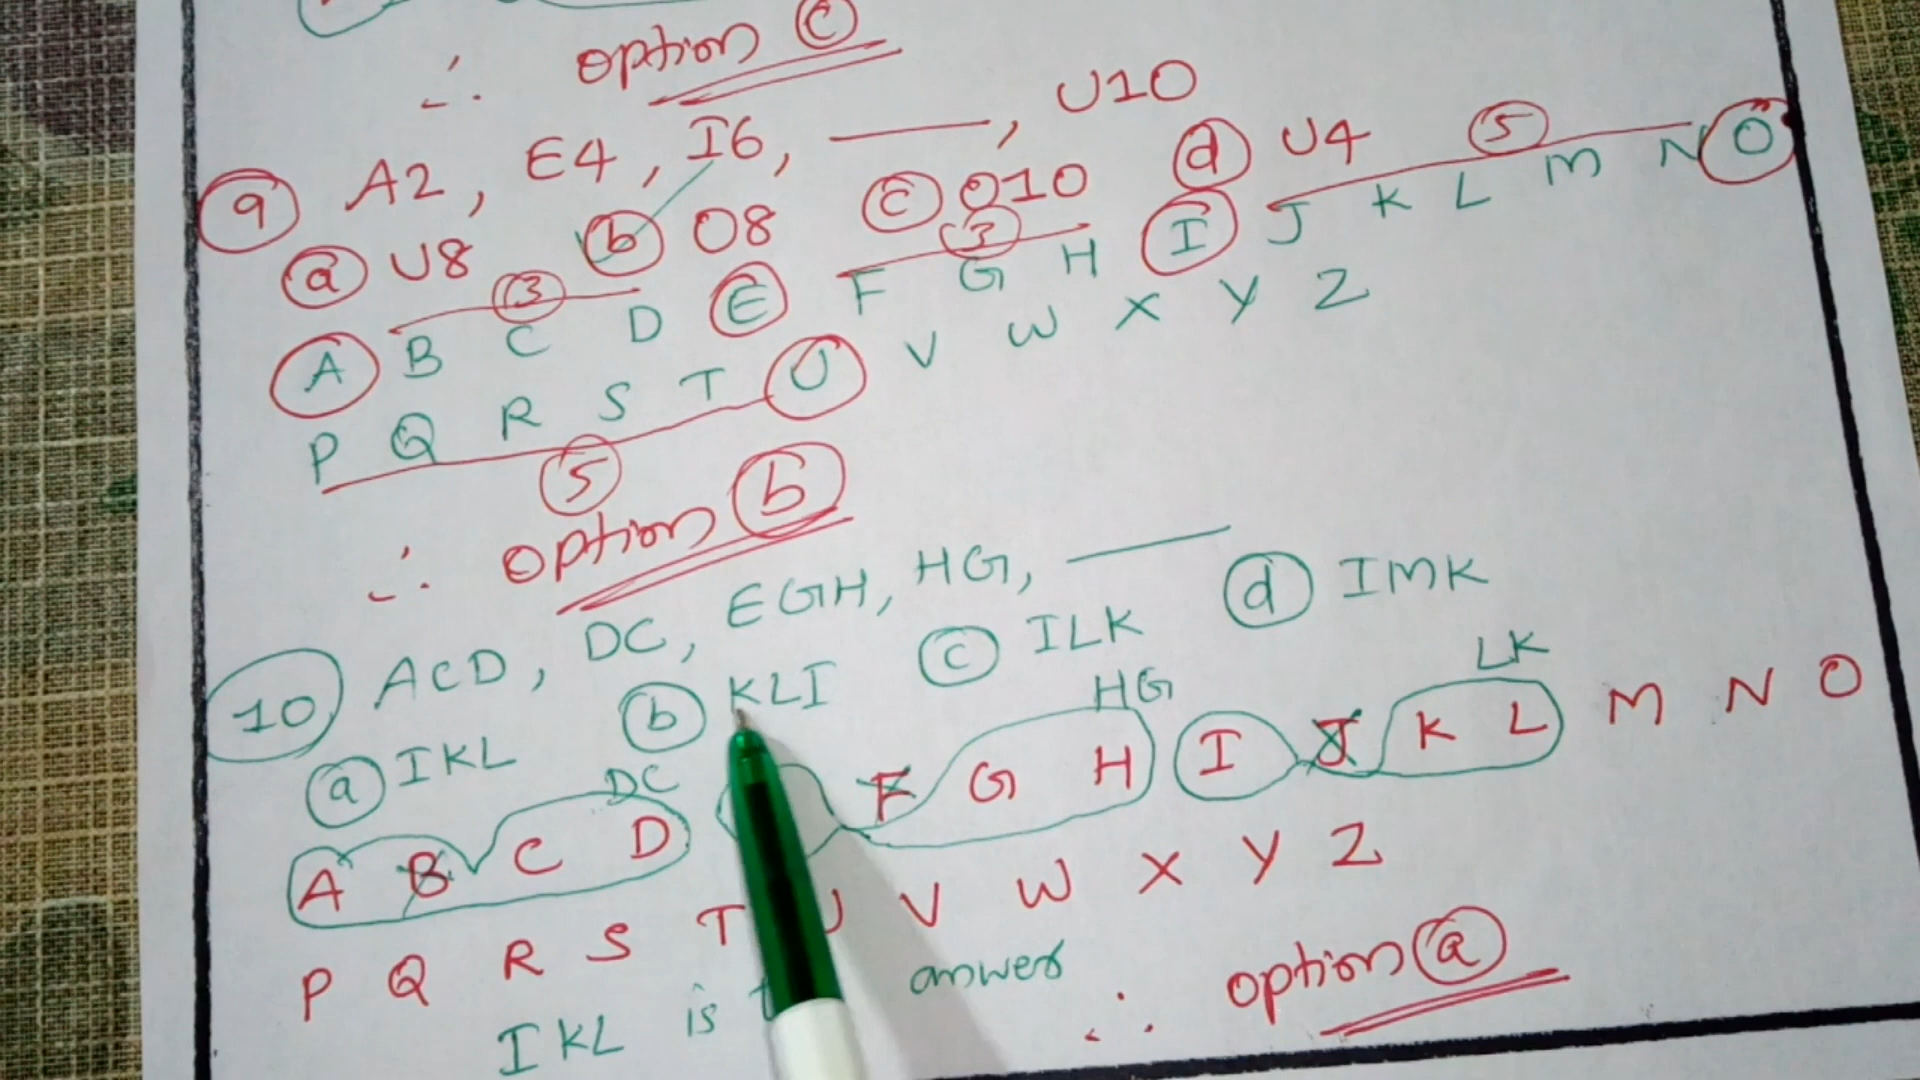 ∴ option ⓒ
⑨ A2, E4, I6, ____, U10
ⓐ U8 ⓑ O8 ⓒ O10 ⓓ U4
③ ③ ⑤
A B C D E F G H I J K L M N O
P Q R S T U V W X Y Z
⑤
∴ option ⓑ
⑩ ACD, DC, EGH, HG, ____
ⓐ IKL ⓑ KLI ⓒ ILK ⓓ IMK
DC HG LK
A B C D F G H I J K L M N O
P Q R S T U V W X Y Z
IKL is answer
∴ option ⓐ